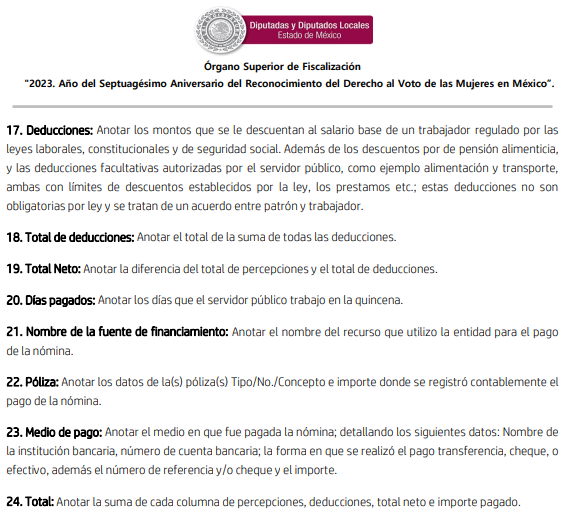 Diputadas y Diputados Locales
Estado de México
Órgano Superior de Fiscalización
"2023. Año del Septuagésimo Aniversario del Reconocimiento del Derecho al Voto de las Mujeres en México".
17. Deducciones: Anotar los montos que se le descuentan al salario base de un trabajador regulado por las
leyes laborales, constitucionales y de seguridad social. Además de los descuentos por de pensión alimenticia,
y las deducciones facultativas autorizadas por el servidor público, como ejemplo alimentación y transporte,
ambas con límites de descuentos establecidos por la ley, los prestamos etc.; estas deducciones no son
obligatorias por ley y se tratan de un acuerdo entre patrón y trabajador.
18. Total de deducciones: Anotar el total de la suma de todas las deducciones.
19. Total Neto: Anotar la diferencia del total de percepciones y el total de deducciones.
20. Días pagados: Anotar los días que el servidor público trabajo en la quincena.
21. Nombre de la fuente de financiamiento: Anotar el nombre del recurso que utilizo la entidad para el pago
de la nómina.
22. Póliza: Anotar los datos de la(s) póliza(s) Tipo/No./Concepto e importe donde se registró contablemente el
pago de la nómina.
23. Medio de pago: Anotar el medio en que fue pagada la nómina; detallando los siguientes datos: Nombre de
la institución bancaria, número de cuenta bancaria; la forma en que se realizó el pago transferencia, cheque, o
efectivo, además el número de referencia y/o cheque y el importe.
24. Total: Anotar la suma de cada columna de percepciones, deducciones, total neto e importe pagado.